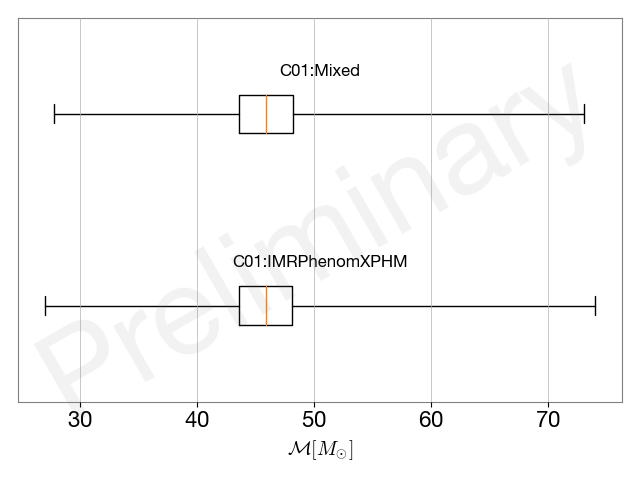 C01:Mixed
Preliminary
C01:IMRPhenomXPHM
30 40 50 60 70
ℳ[M⊙]